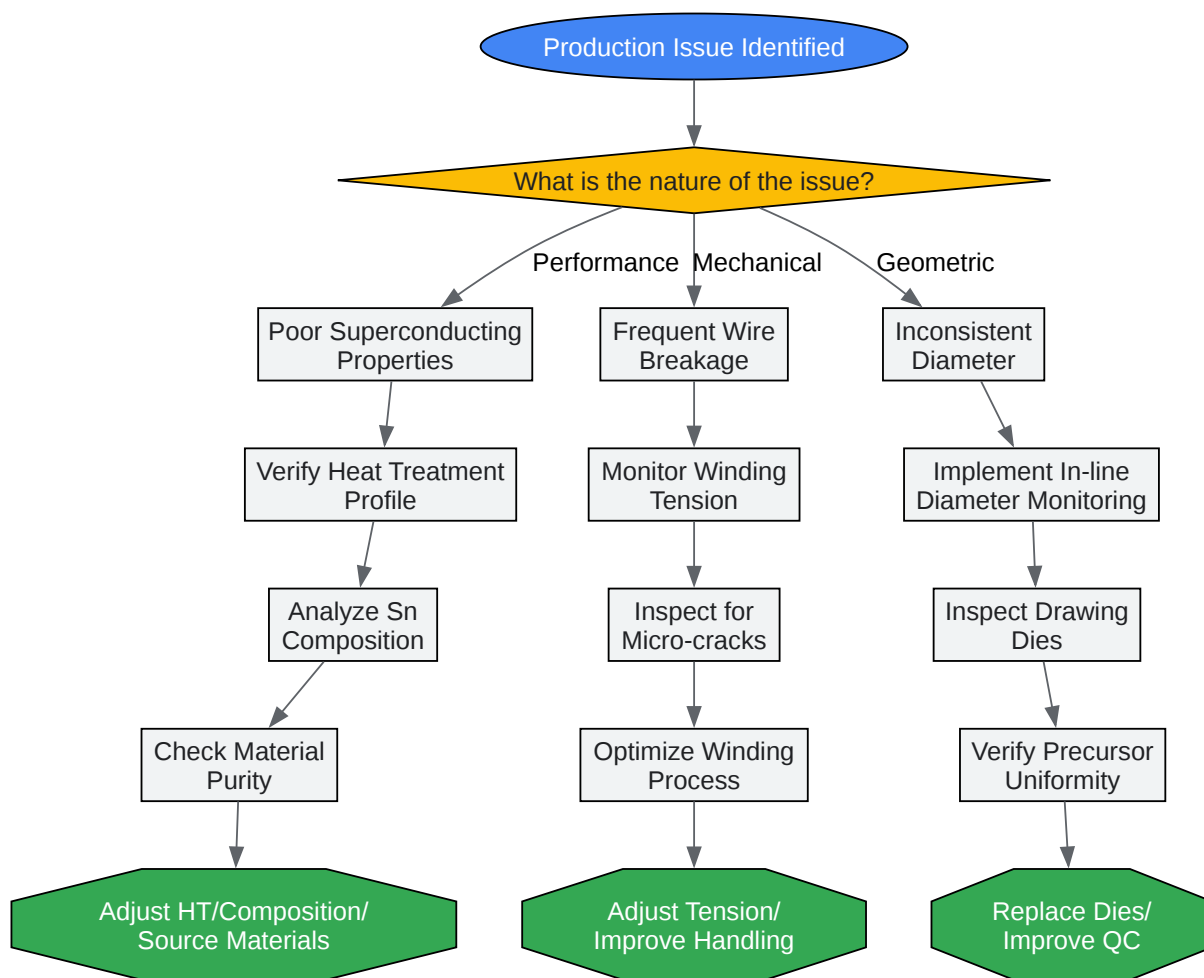 Production Issue Identified
What is the nature of the issue?
Performance
Mechanical
Geometric
Poor Superconducting
Properties
Frequent Wire
Breakage
Inconsistent
Diameter
Verify Heat Treatment
Profile
Monitor Winding
Tension
Implement In-line
Diameter Monitoring
Analyze Sn
Composition
Inspect for
Micro-cracks
Inspect Drawing
Dies
Check Material
Purity
Optimize Winding
Process
Verify Precursor
Uniformity
Adjust HT/Composition/
Source Materials
Adjust Tension/
Improve Handling
Replace Dies/
Improve QC